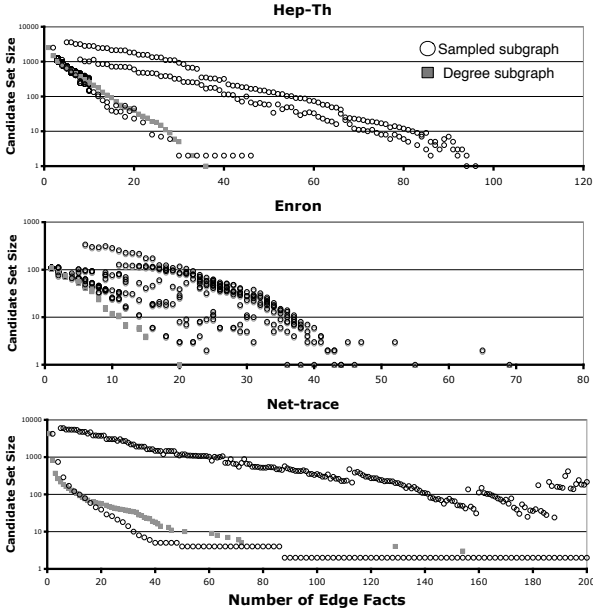 Hep-Th
Candidate Set Size
10000
1000
100
10
1
Sampled subgraph
Degree subgraph
0 20 40 60 80 100 120
Enron
Candidate Set Size
1000
100
10
1
0 10 20 30 40 50 60 70 80
Net-trace
Candidate Set Size
10000
1000
100
10
1
0 20 40 60 80 100 120 140 160 180 200
Number of Edge Facts